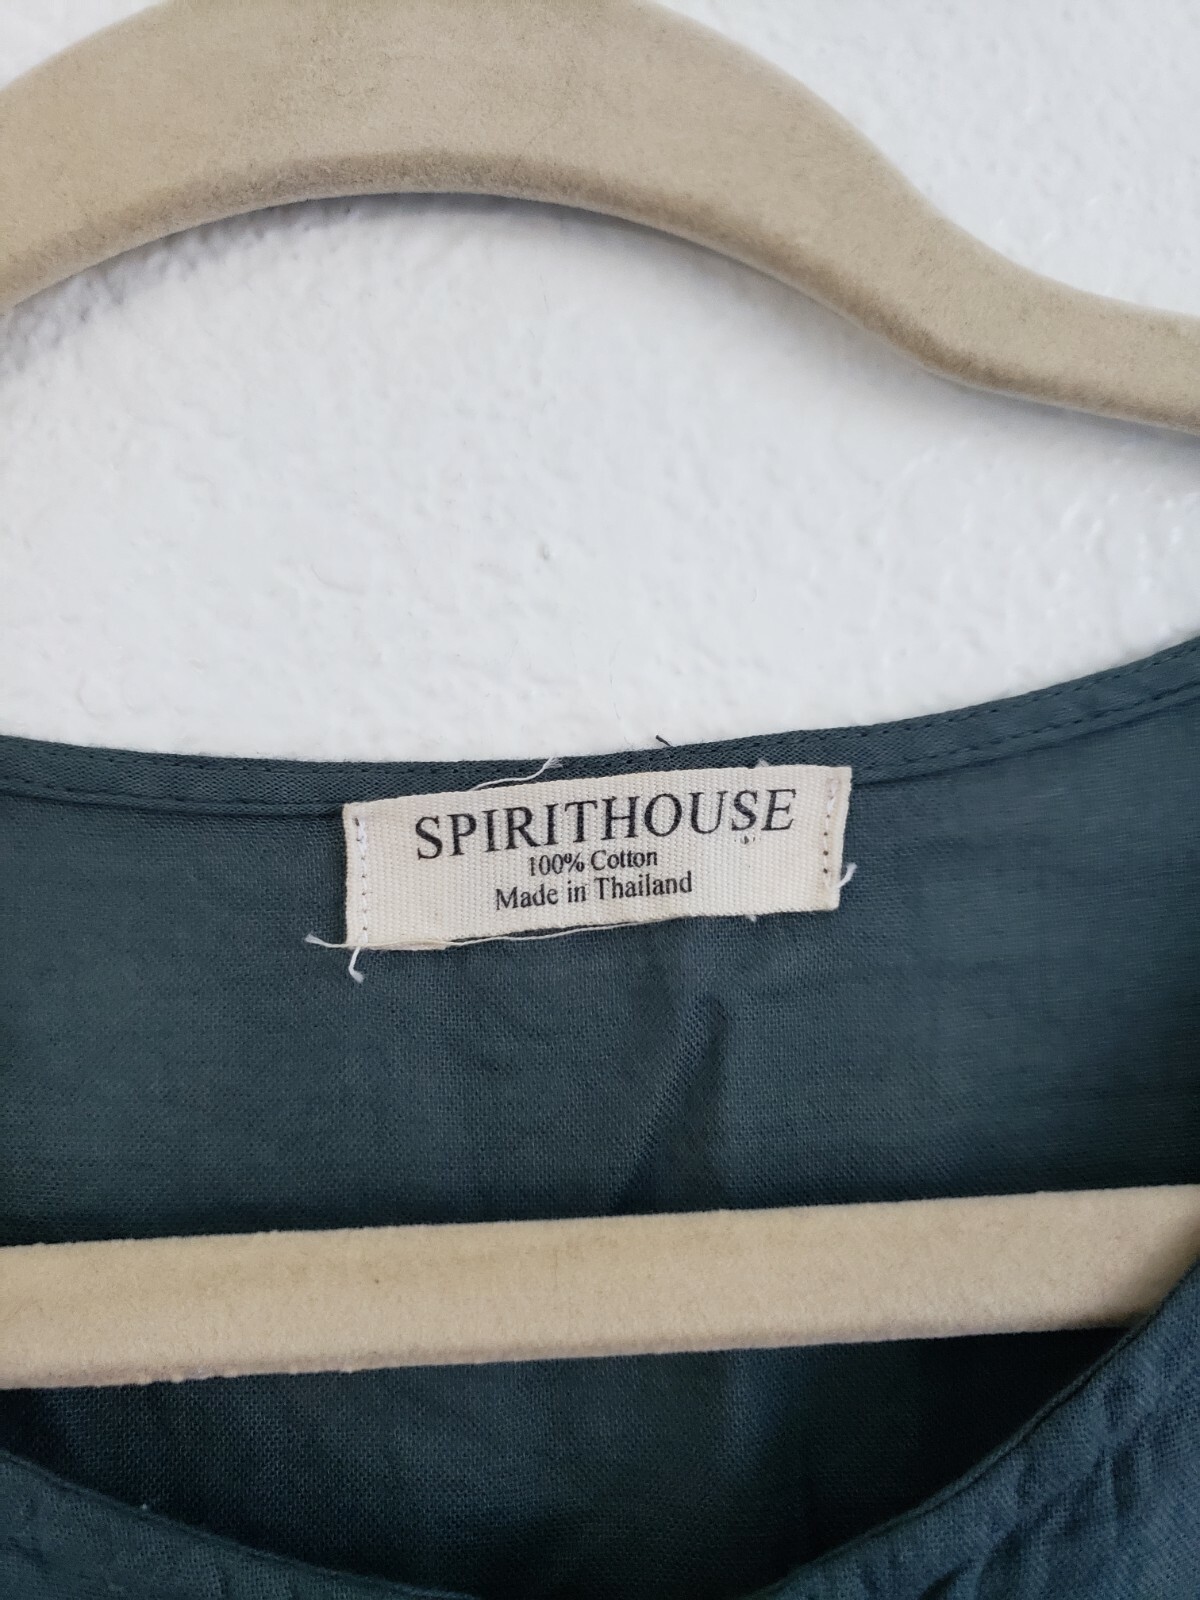 SPIRITHOUSE
100% Cotton
Made in Thailand